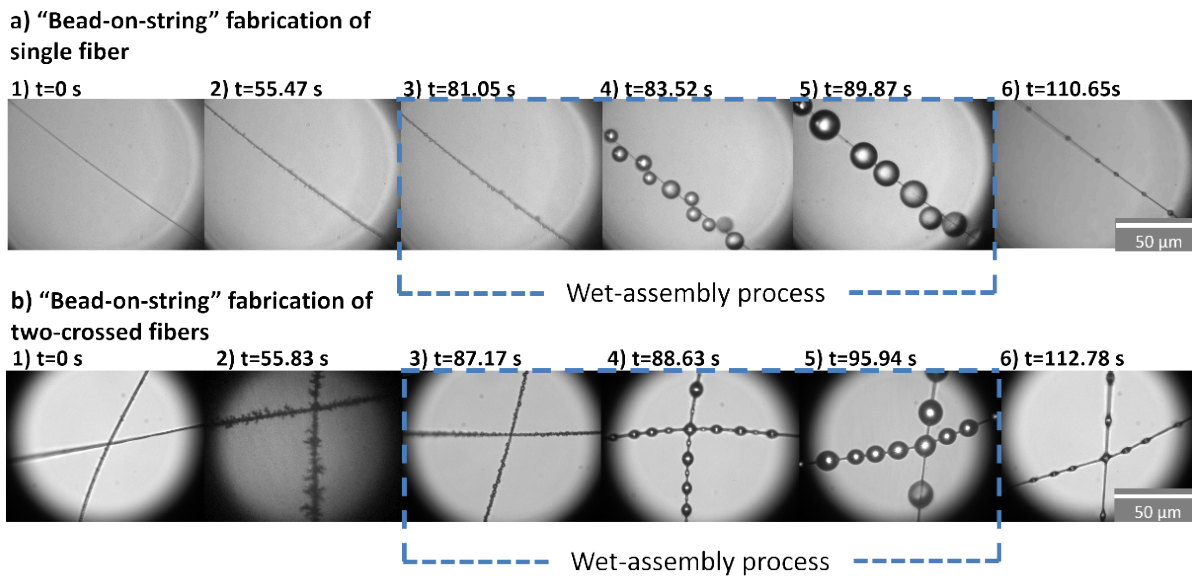 a) “Bead-on-string” fabrication of
single fiber
1) t=0 s
2) t=55.47 s
3) t=81.05 s
4) t=83.52 s
5) t=89.87 s
6) t=110.65s
50 µm
Wet-assembly process
b) “Bead-on-string” fabrication of
two-crossed fibers
1) t=0 s
2) t=55.83 s
3) t=87.17 s
4) t=88.63 s
5) t=95.94 s
6) t=112.78 s
50 µm
Wet-assembly process